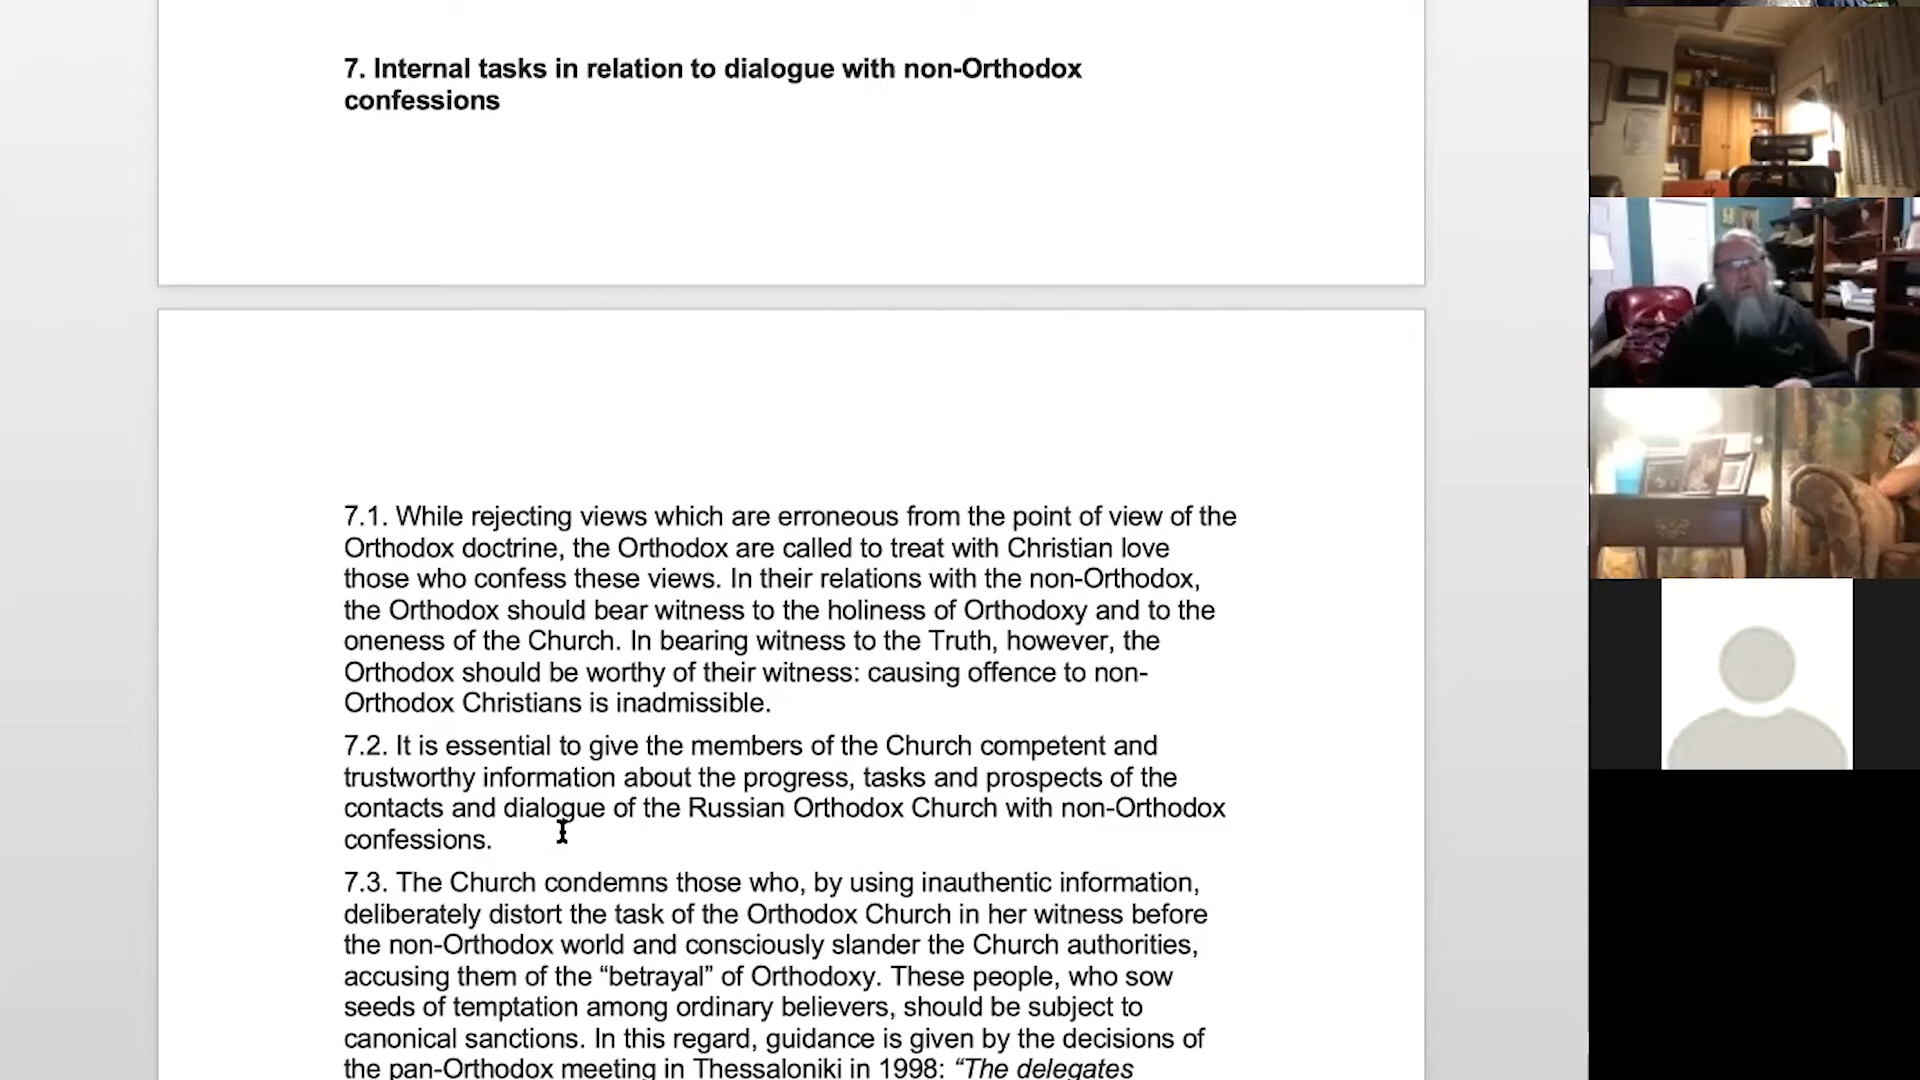 7. Internal tasks in relation to dialogue with non-Orthodox
confessions
7.1. While rejecting views which are erroneous from the point of view of the
Orthodox doctrine, the Orthodox are called to treat with Christian love
those who confess these views. In their relations with the non-Orthodox,
the Orthodox should bear witness to the holiness of Orthodoxy and to the
oneness of the Church. In bearing witness to the Truth, however, the
Orthodox should be worthy of their witness: causing offence to non-
Orthodox Christians is inadmissible.
7.2. It is essential to give the members of the Church competent and
trustworthy information about the progress, tasks and prospects of the
contacts and dialogue of the Russian Orthodox Church with non-Orthodox
confessions.
7.3. The Church condemns those who, by using inauthentic information,
deliberately distort the task of the Orthodox Church in her witness before
the non-Orthodox world and consciously slander the Church authorities,
accusing them of the “betrayal” of Orthodoxy. These people, who sow
seeds of temptation among ordinary believers, should be subject to
canonical sanctions. In this regard, guidance is given by the decisions of
the pan-Orthodox meeting in Thessaloniki in 1998: “The delegates